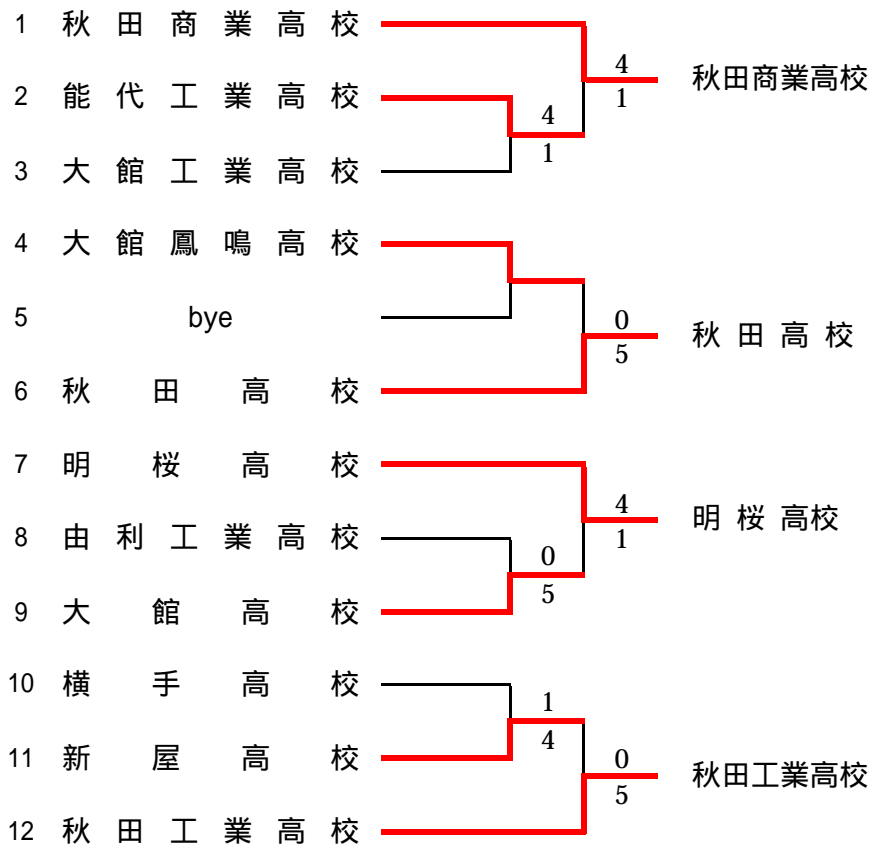 1 秋田商業高校
4
1
秋田商業高校
2 能代工業高校
4
1
3 大館工業高校
4 大館鳳鳴高校
5 bye
0
5
秋田高校
6 秋田高校
7 明桜高校
4
1
明桜高校
8 由利工業高校
0
5
9 大館高校
10 横手高校
1
4
11 新屋高校
0
5
秋田工業高校
12 秋田工業高校